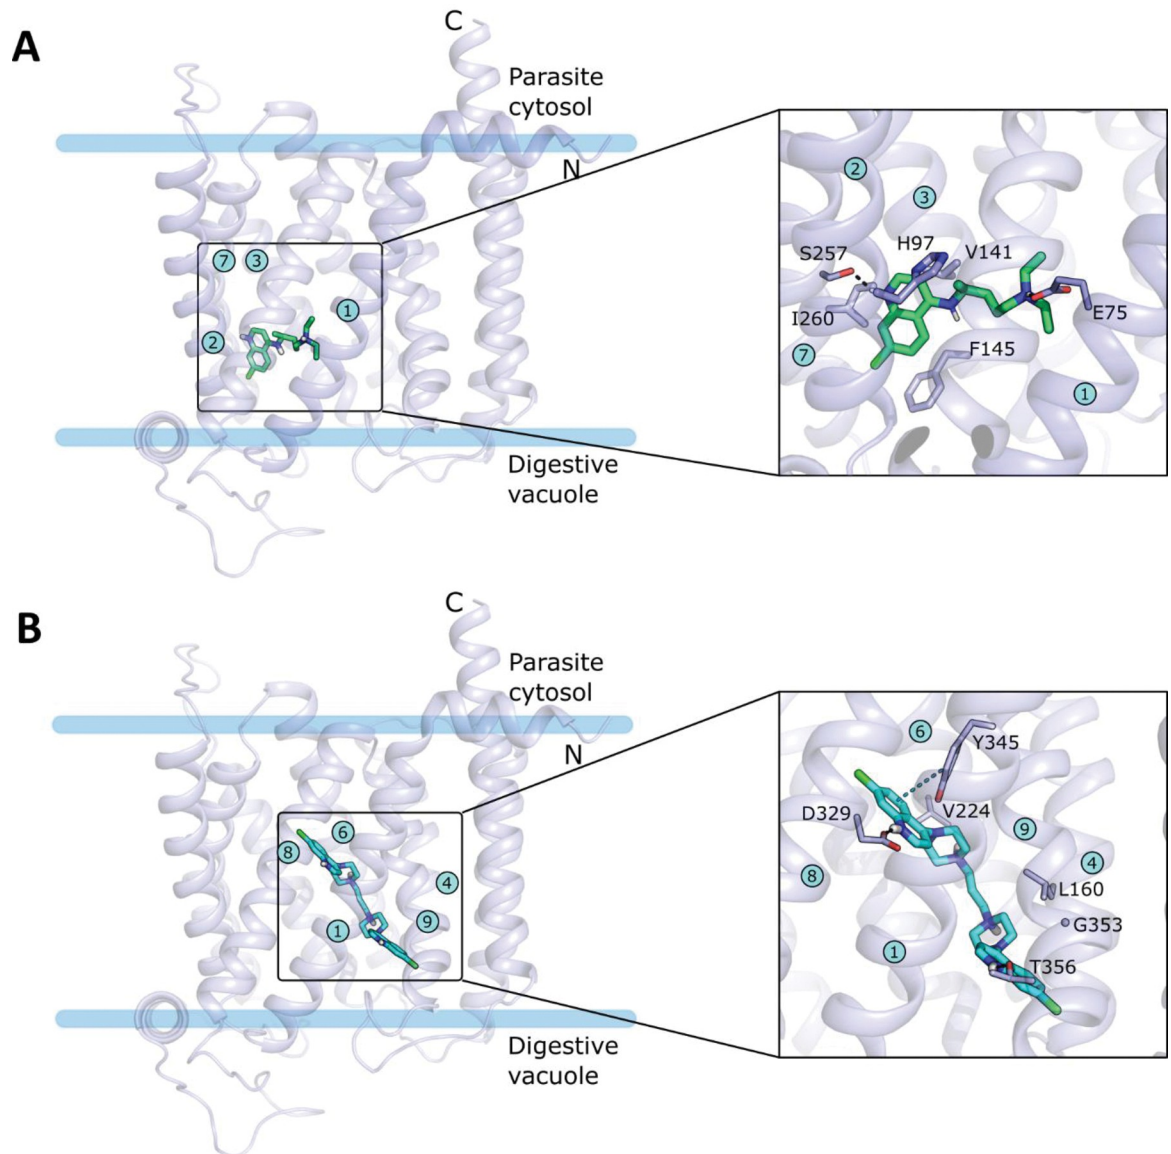 A
C
Parasite
cytosol
N
7
3
1
2
Digestive
vacuole
2
3
S257
H97
V141
I260
E75
7
F145
1
B
C
Parasite
cytosol
N
6
8
4
1
9
Digestive
vacuole
6
Y345
D329
V224
9
8
4
L160
G353
1
T356